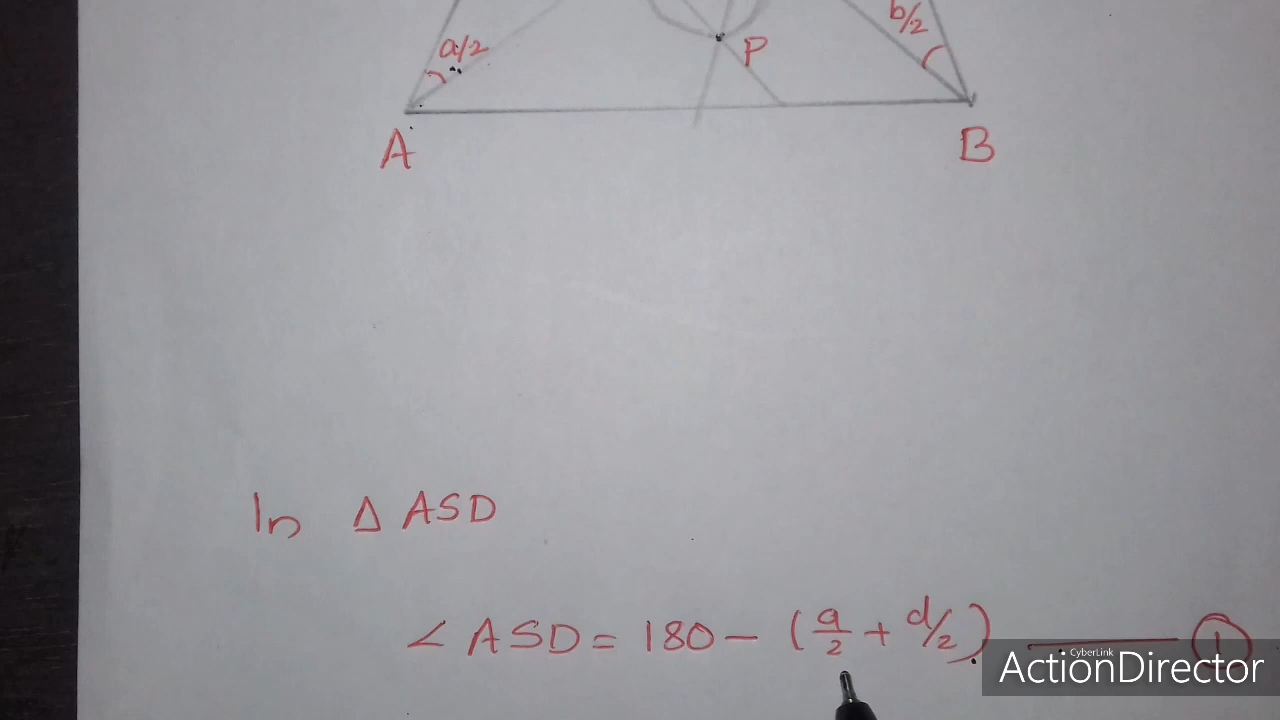 a/2
b/2
P
A
B
In Δ ASD
∠ ASD = 180 - (a/2 + d/2) ——— ①
CyberLink
ActionDirector